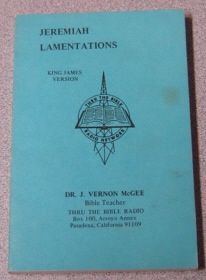 JEREMIAH
LAMENTATIONS
KING JAMES
VERSION
THRU THE BIBLE
RADIO NETWORK
DR. J. VERNON McGEE
Bible Teacher
THRU THE BIBLE RADIO
Box 100, Arroyo Annex
Pasadena, California 91109